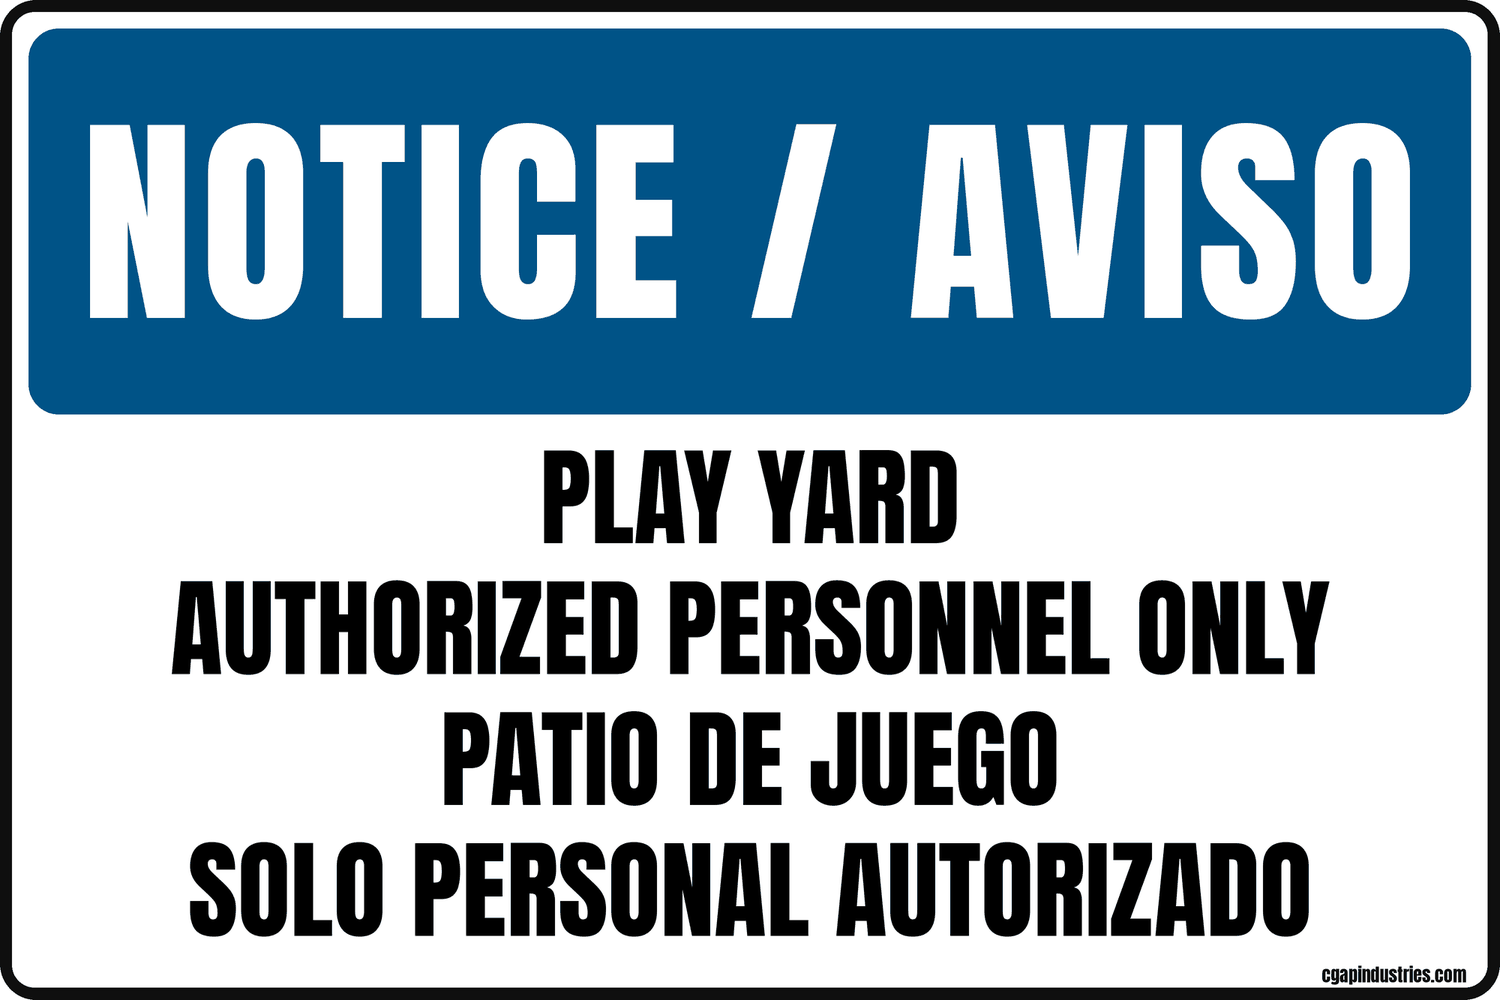 NOTICE / AVISO
PLAY YARD
AUTHORIZED PERSONNEL ONLY
PATIO DE JUEGO
SOLO PERSONAL AUTORIZADO
cgapindustries.com